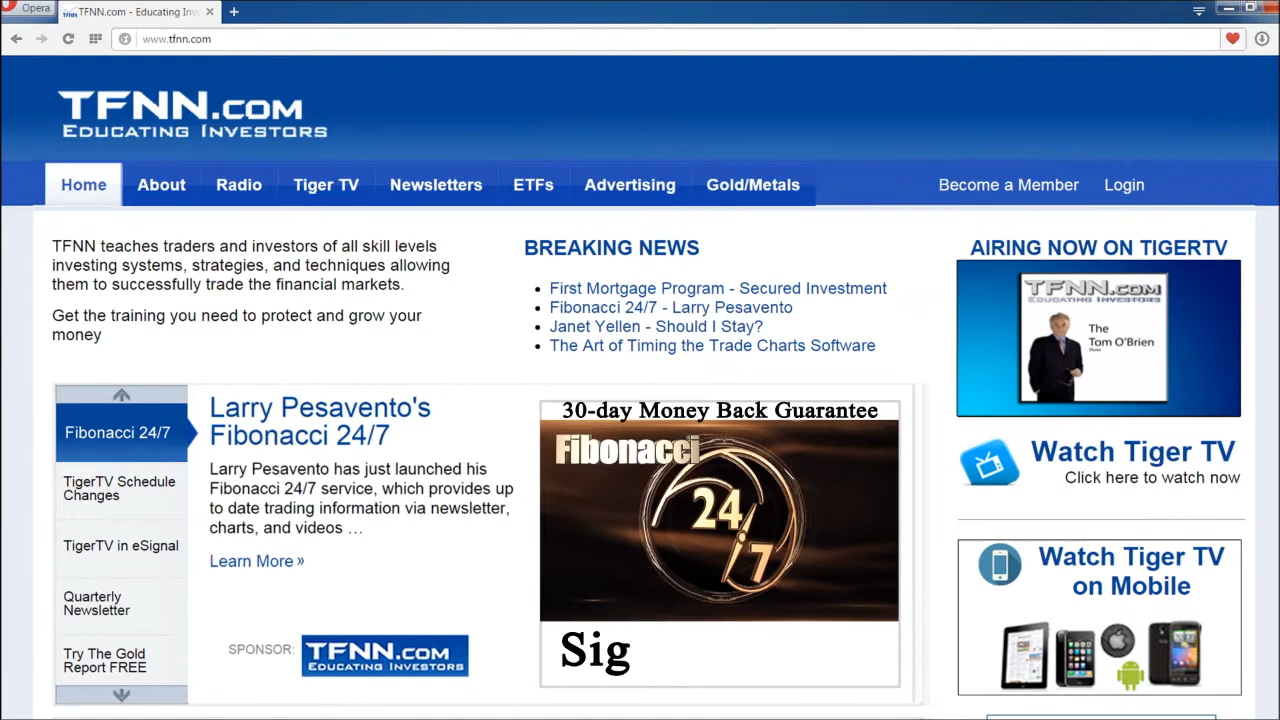 Opera
TFNN.com - Educating Inv
www.tfnn.com
TFNN.COM
EDUCATING INVESTORS
Home
About
Radio
Tiger TV
Newsletters
ETFs
Advertising
Gold/Metals
Become a Member
Login
TFNN teaches traders and investors of all skill levels
investing systems, strategies, and techniques allowing
them to successfully trade the financial markets.
Get the training you need to protect and grow your
money
BREAKING NEWS
First Mortgage Program - Secured Investment
Fibonacci 24/7 - Larry Pesavento
Janet Yellen - Should I Stay?
The Art of Timing the Trade Charts Software
AIRING NOW ON TIGERTV
TFNN.COM
EDUCATING INVESTORS
The
Tom O'Brien
Show
Watch Tiger TV
Click here to watch now
Fibonacci 24/7
TigerTV Schedule
Changes
TigerTV in eSignal
Quarterly
Newsletter
Try The Gold
Report FREE
Larry Pesavento's
Fibonacci 24/7
Larry Pesavento has just launched his
Fibonacci 24/7 service, which provides up
to date trading information via newsletter,
charts, and videos …
Learn More »
SPONSOR:
TFNN.COM
EDUCATING INVESTORS
30-day Money Back Guarantee
Fibonacci
24
7
Sig
Watch Tiger TV
on Mobile